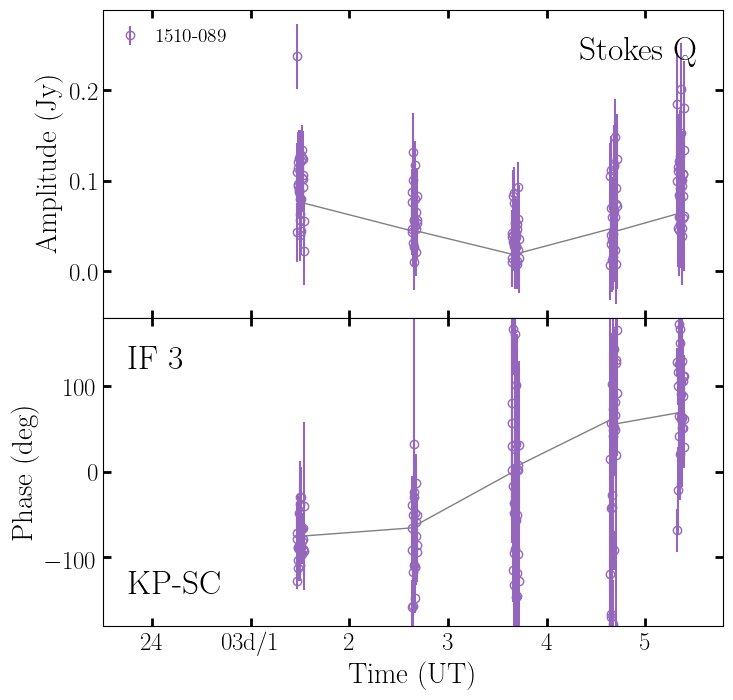 1510-089
Stokes Q
Amplitude (Jy)
0.2
0.1
0.0
IF 3
Phase (deg)
100
0
−100
KP-SC
24 03d/1 2 3 4 5
Time (UT)